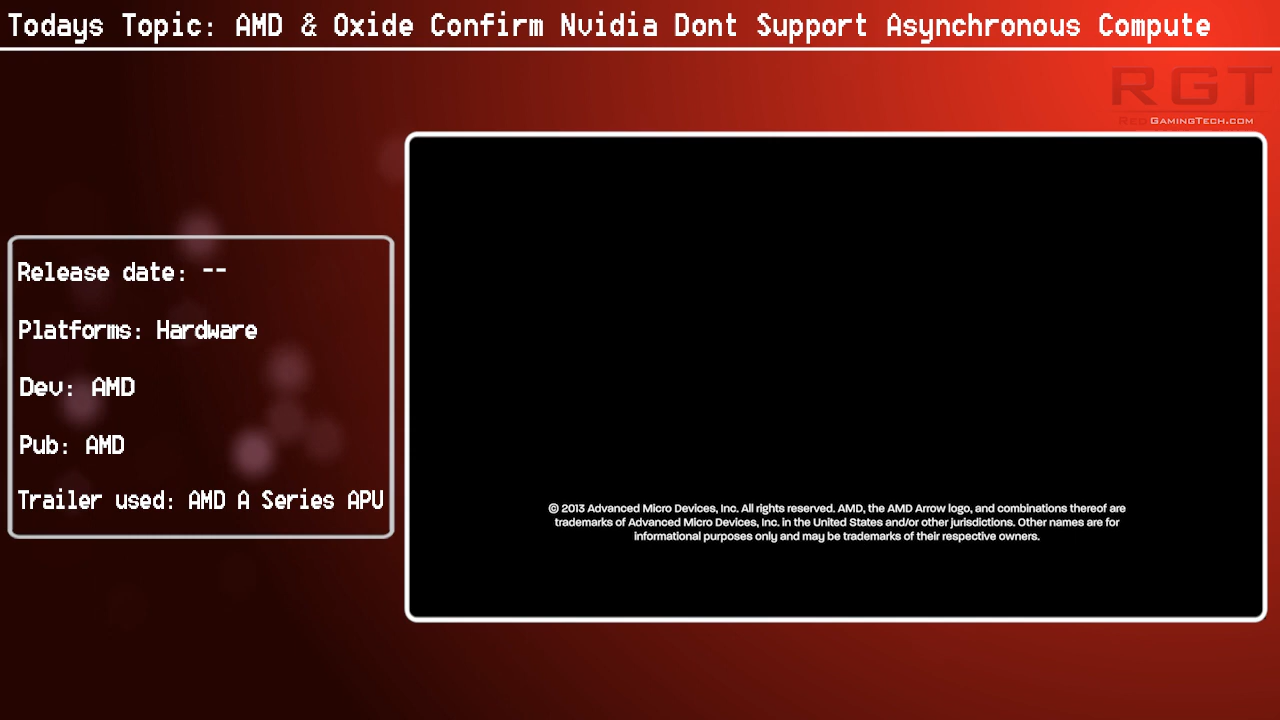 Todays Topic: AMD & Oxide Confirm Nvidia Dont Support Asynchronous Compute
RGT
RedGamingTech.com
Release date: --
Platforms: Hardware
Dev: AMD
Pub: AMD
Trailer used: AMD A Series APU
© 2013 Advanced Micro Devices, Inc. All rights reserved. AMD, the AMD Arrow logo, and combinations thereof are
trademarks of Advanced Micro Devices, Inc. in the United States and/or other jurisdictions. Other names are for
informational purposes only and may be trademarks of their respective owners.